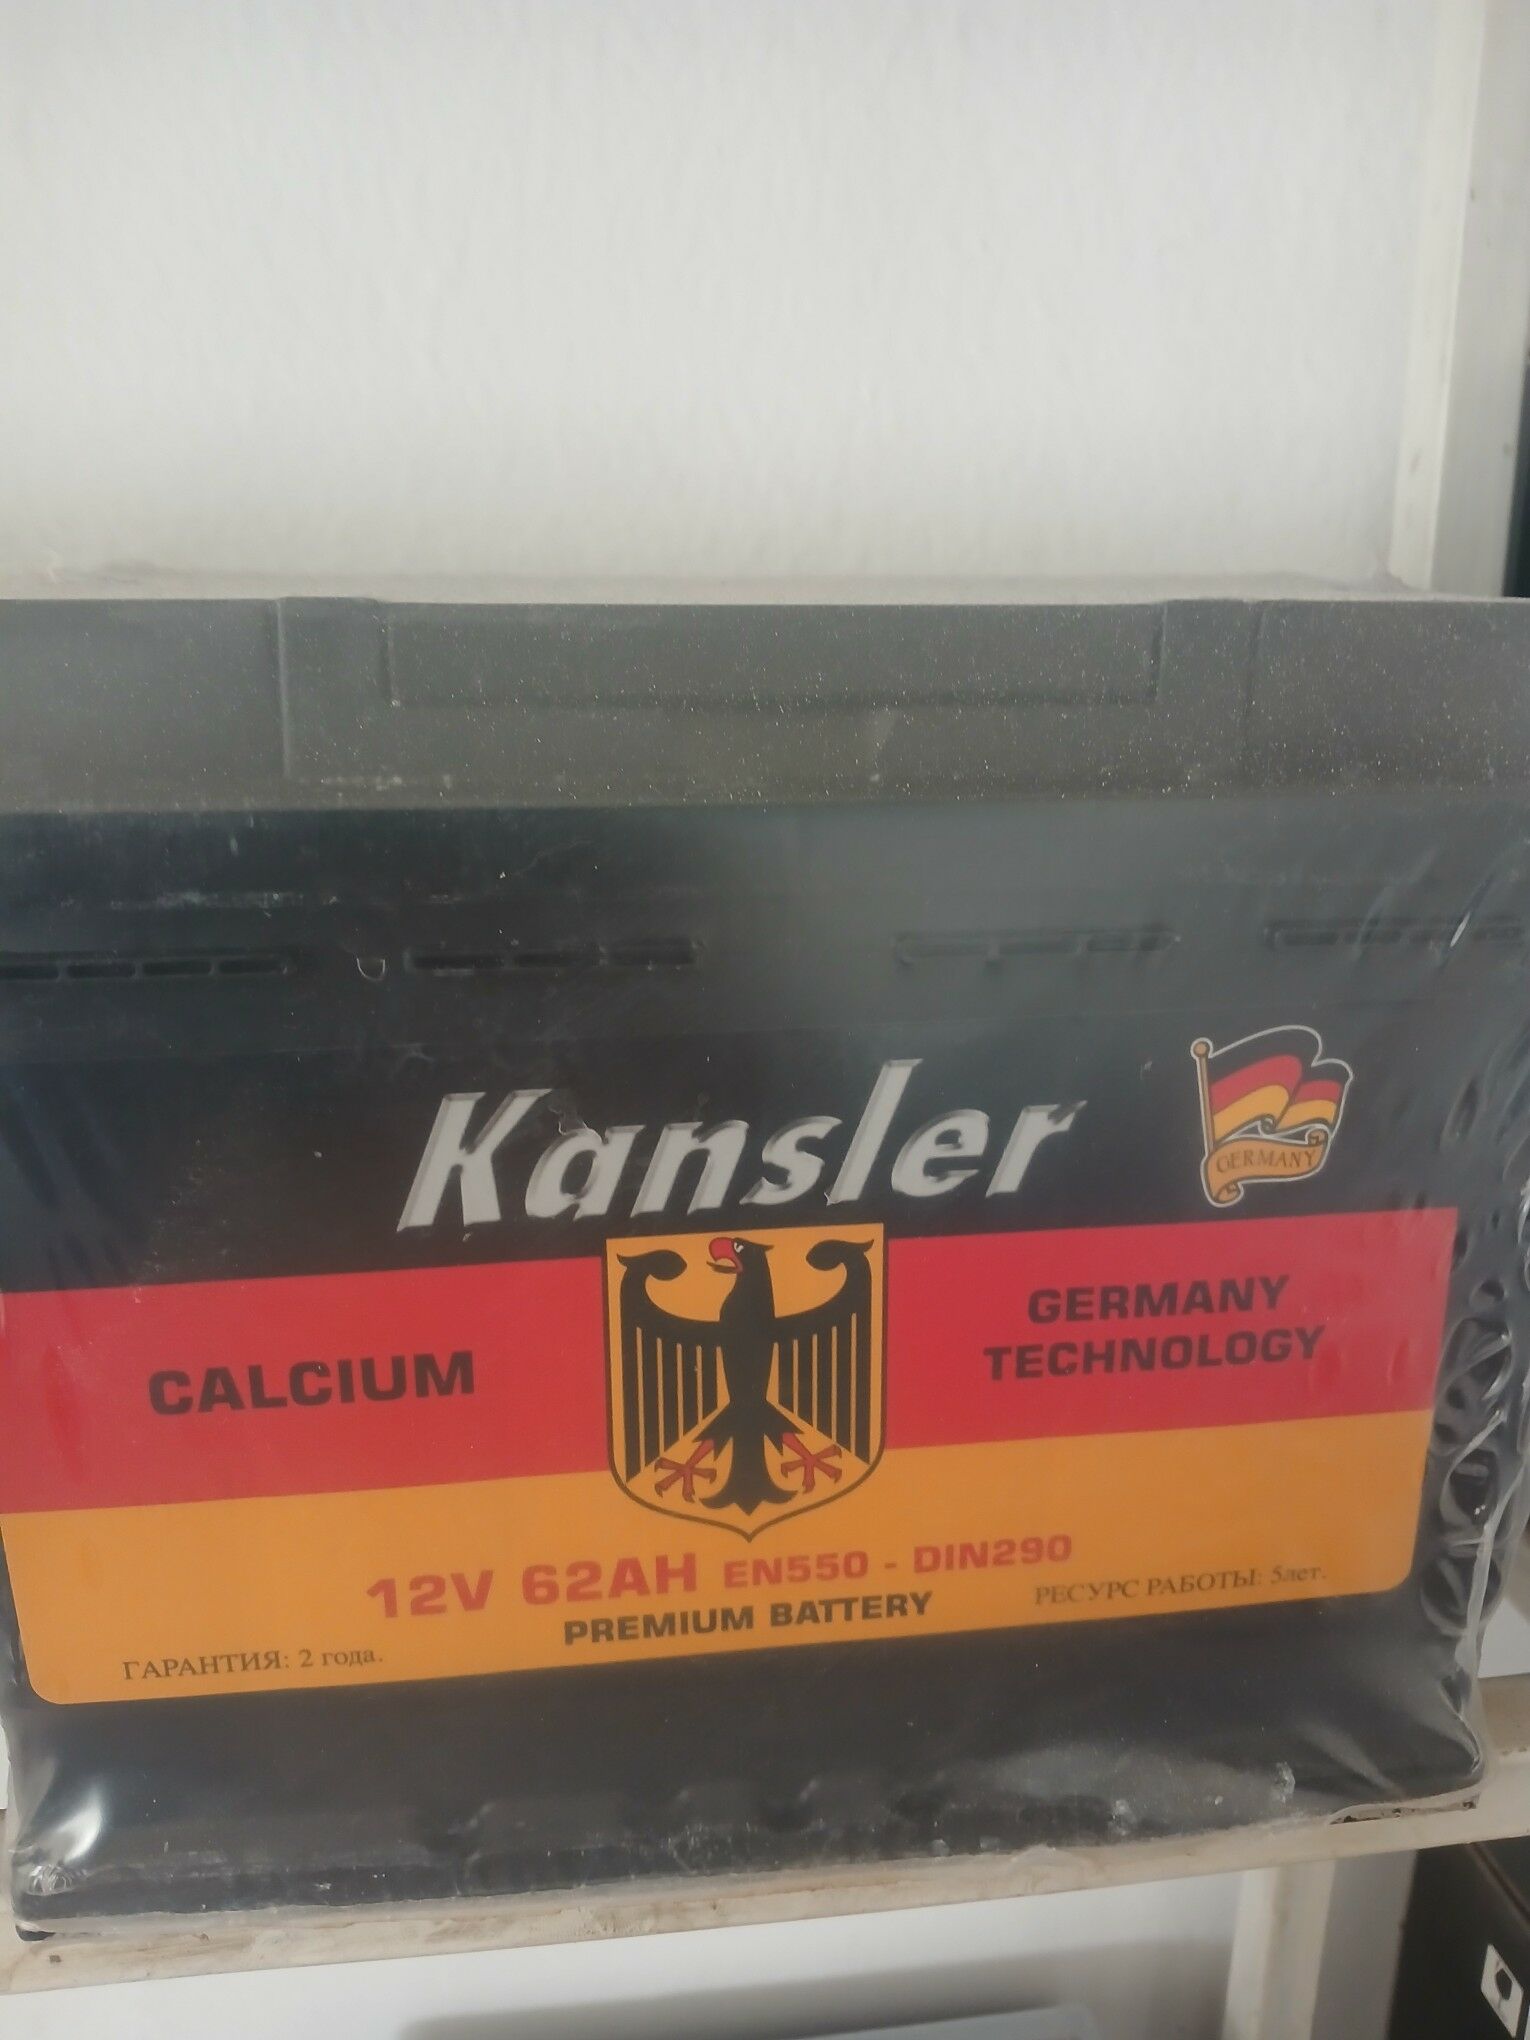 Kansler
GERMANY
CALCIUM
GERMANY
TECHNOLOGY
12V 62AH EN550 - DIN290
PREMIUM BATTERY
ГАРАНТИЯ: 2 года.
РЕСУРС РАБОТЫ: 5лет.